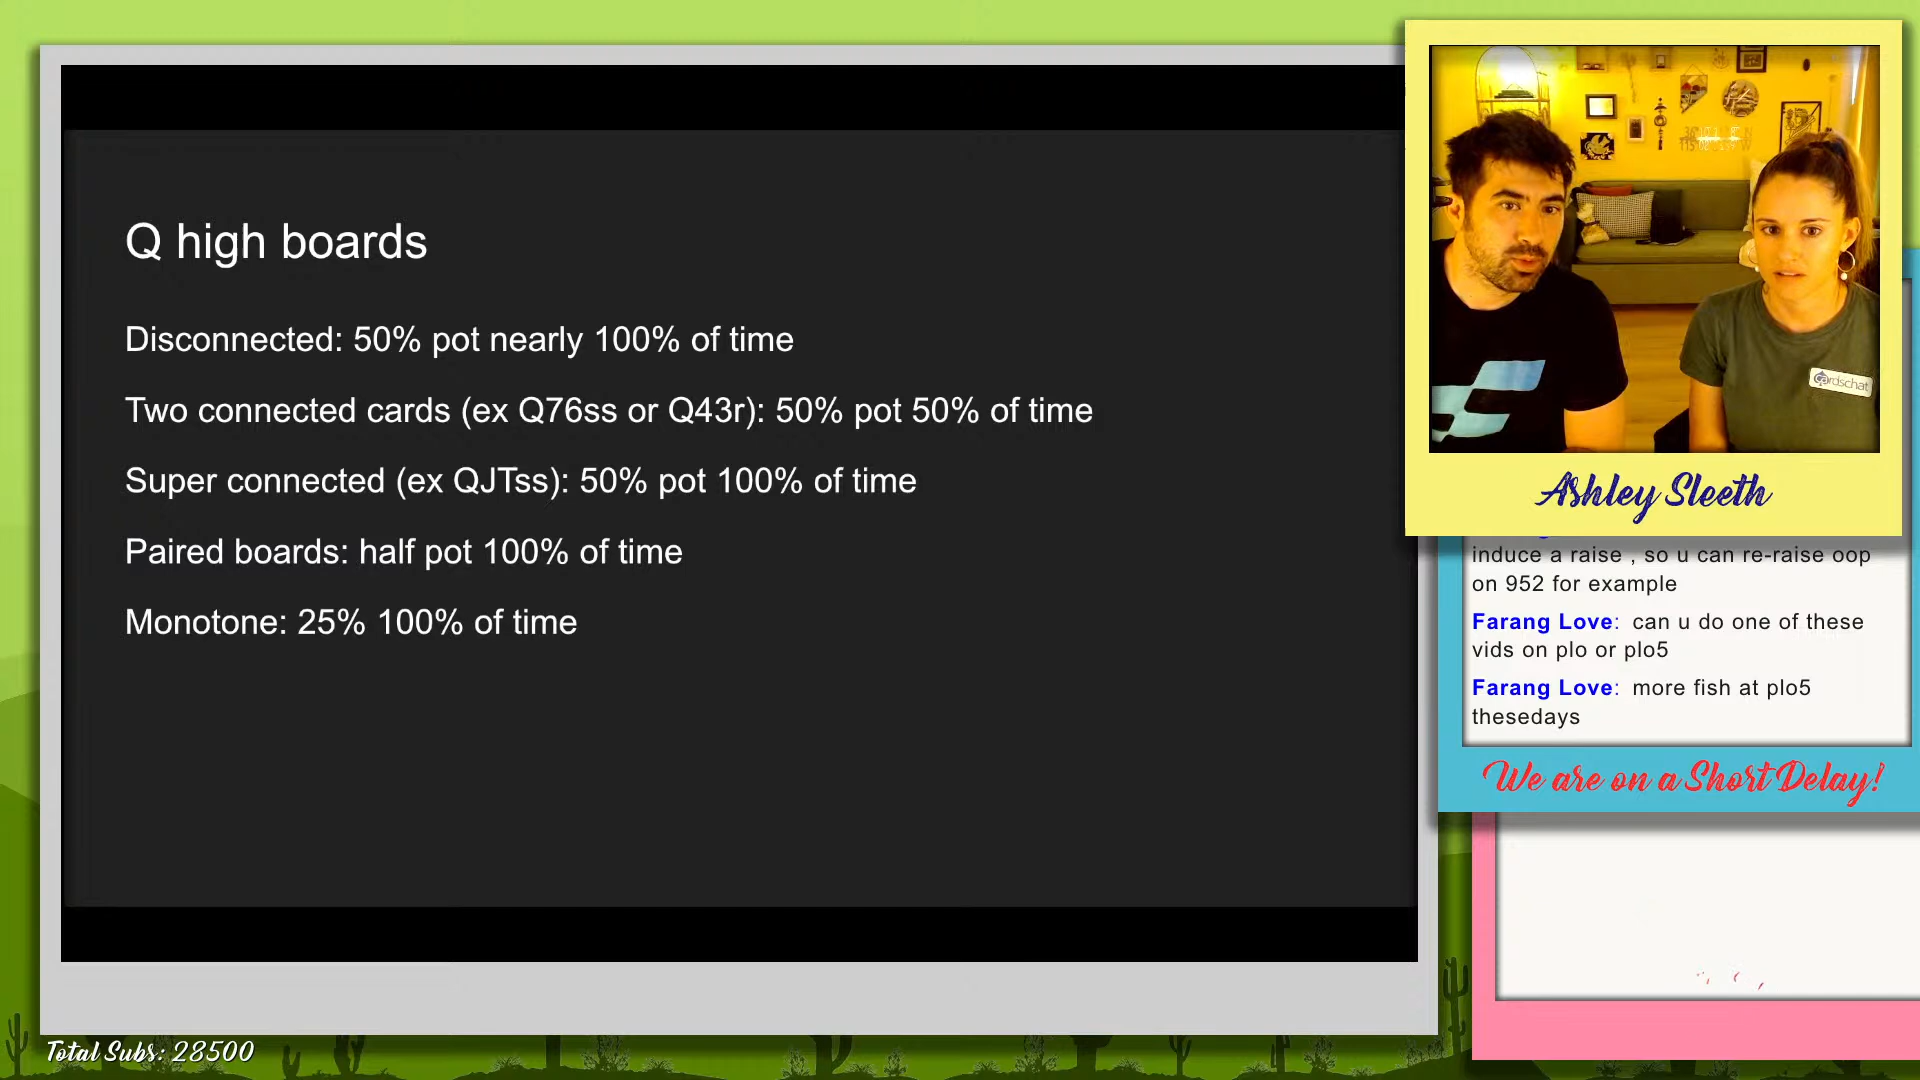 Q high boards
Disconnected: 50% pot nearly 100% of time
Two connected cards (ex Q76ss or Q43r): 50% pot 50% of time
Super connected (ex QJTss): 50% pot 100% of time
Paired boards: half pot 100% of time
Monotone: 25% 100% of time
cardschat
Ashley Sleeth
induce a raise , so u can re-raise oop
on 952 for example
Farang Love: can u do one of these
vids on plo or plo5
Farang Love: more fish at plo5
thesedays
We are on a Short Delay!
Total Subs: 28500